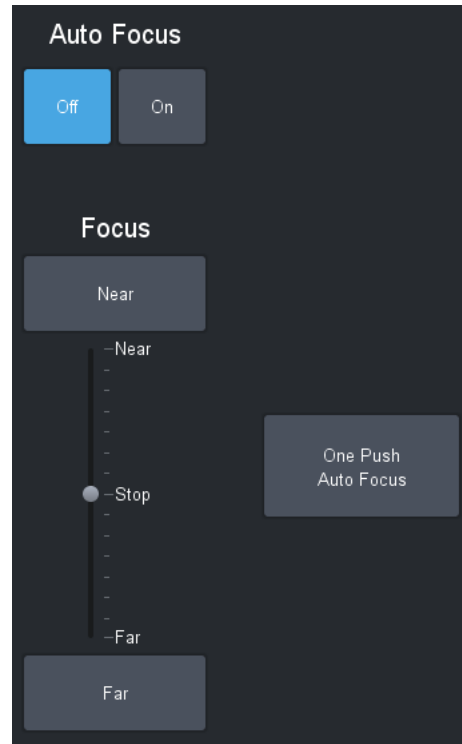 Auto Focus
Off
On
Focus
Near
Near
Stop
One Push
Auto Focus
Far
Far